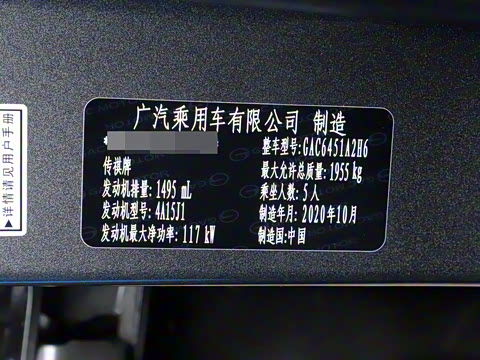 广汽乘用车有限公司 制造
整车型号:GAC6451A2H6
传祺牌
最大允许总质量:1955 kg
发动机排量:1495 mL
乘坐人数:5人
发动机型号:4A15J1
制造年月:2020年10月
发动机最大净功率:117 kW
制造国:中国
▶详情请见用户手册